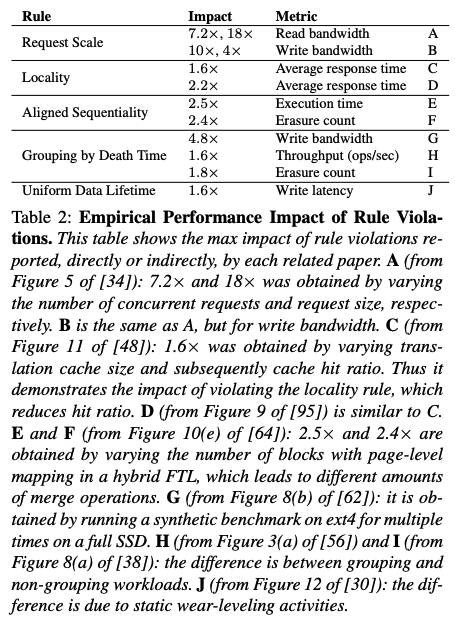 Rule Impact Metric
Request Scale 7.2×, 18× Read bandwidth A
10×, 4× Write bandwidth B
Locality 1.6× Average response time C
2.2× Average response time D
Aligned Sequentiality 2.5× Execution time E
2.4× Erasure count F
Grouping by Death Time 4.8× Write bandwidth G
1.6× Throughput (ops/sec) H
1.8× Erasure count I
Uniform Data Lifetime 1.6× Write latency J
Table 2: Empirical Performance Impact of Rule Viola-
tions. This table shows the max impact of rule violations re-
ported, directly or indirectly, by each related paper. A (from
Figure 5 of [34]): 7.2× and 18× was obtained by varying
the number of concurrent requests and request size, respec-
tively. B is the same as A, but for write bandwidth. C (from
Figure 11 of [48]): 1.6× was obtained by varying trans-
lation cache size and subsequently cache hit ratio. Thus it
demonstrates the impact of violating the locality rule, which
reduces hit ratio. D (from Figure 9 of [95]) is similar to C.
E and F (from Figure 10(e) of [64]): 2.5× and 2.4× are
obtained by varying the number of blocks with page-level
mapping in a hybrid FTL, which leads to different amounts
of merge operations. G (from Figure 8(b) of [62]): it is ob-
tained by running a synthetic benchmark on ext4 for multiple
times on a full SSD. H (from Figure 3(a) of [56]) and I (from
Figure 8(a) of [38]): the difference is between grouping and
non-grouping workloads. J (from Figure 12 of [30]): the dif-
ference is due to static wear-leveling activities.